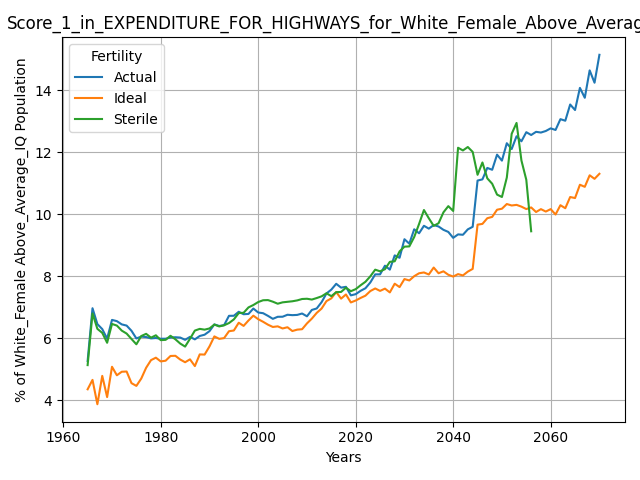 Score_1_in_EXPENDITURE_FOR_HIGHWAYS_for_White_Female_Above_Averag
Fertility
Actual
Ideal
Sterile
% of White_Female Above_Average_IQ Population
14
12
10
8
6
4
1960 1980 2000 2020 2040 2060
Years